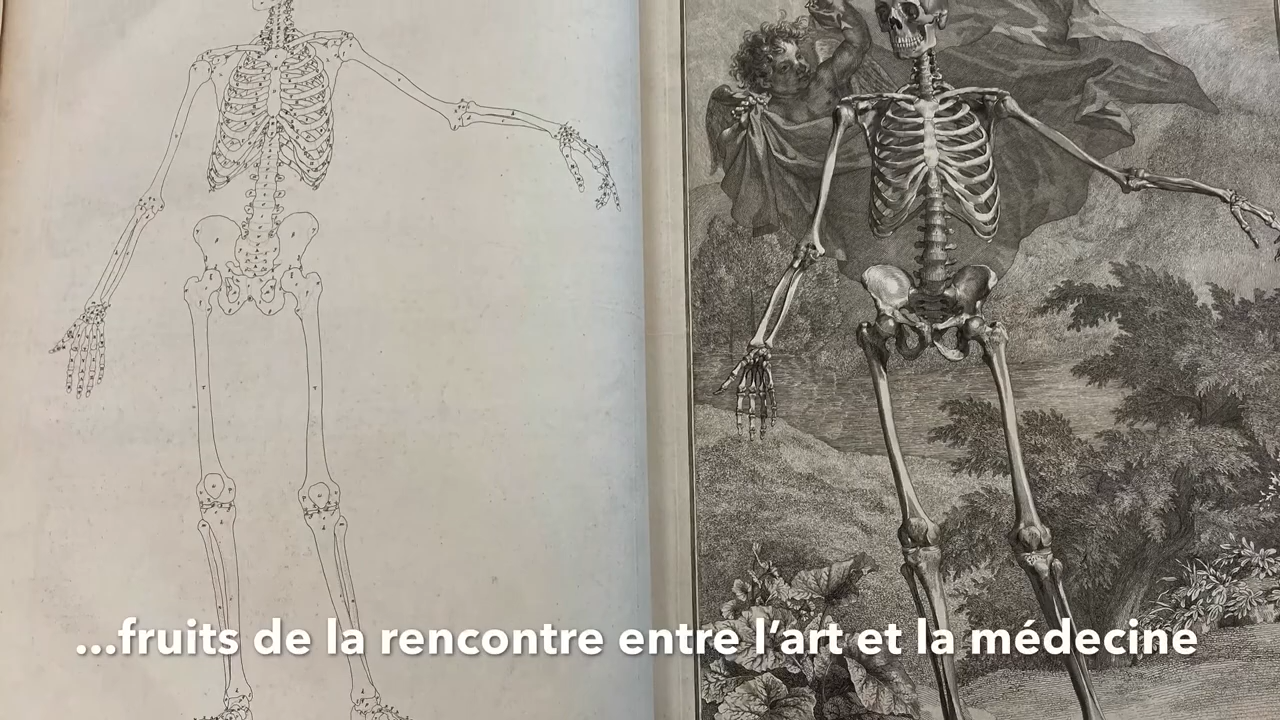 ...fruits de la rencontre entre l’art et la médecine